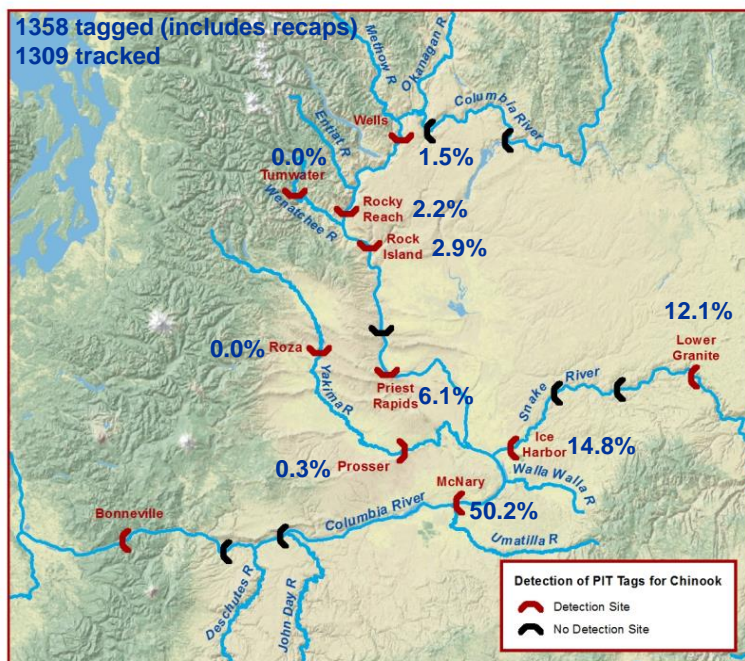 1358 tagged (includes recaps)
1309 tracked
Methow R
Okanagan R
Columbia River
Entiat R
Wells
1.5%
0.0%
Tumwater
Wenatchee R
Rocky
Reach
2.2%
Rock
Island
2.9%
12.1%
Lower
Granite
0.0%
Roza
Yakima R
Priest
Rapids
6.1%
Snake
River
Ice
Harbor
14.8%
0.3%
Prosser
McNary
Walla Walla R
50.2%
Bonneville
Columbia River
Umatilla R
Deschutes R
John Day R
Detection of PIT Tags for Chinook
Detection Site
No Detection Site